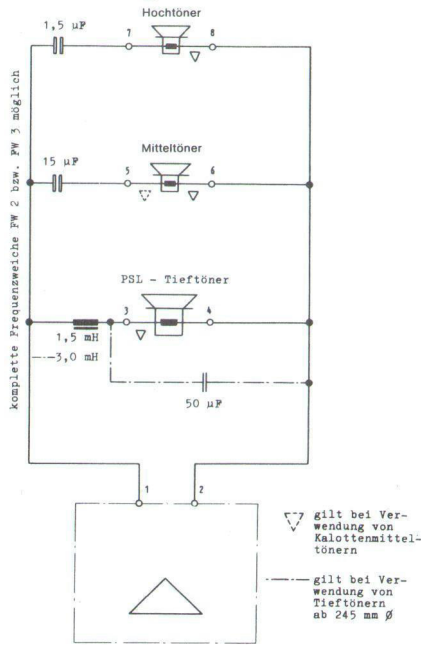 Hochtöner
1,5 µF
7
8
Mitteltöner
15 µF
5
6
PSL - Tieftöner
3
4
1,5 mH
3,0 mH
50 µF
komplette Frequenzweiche FW 2 bzw. FW 3 möglich
1
2
gilt bei Ver-
wendung von
Kalottenmittel-
tönern
gilt bei Ver-
wendung von
Tieftönern
ab 245 mm Ø